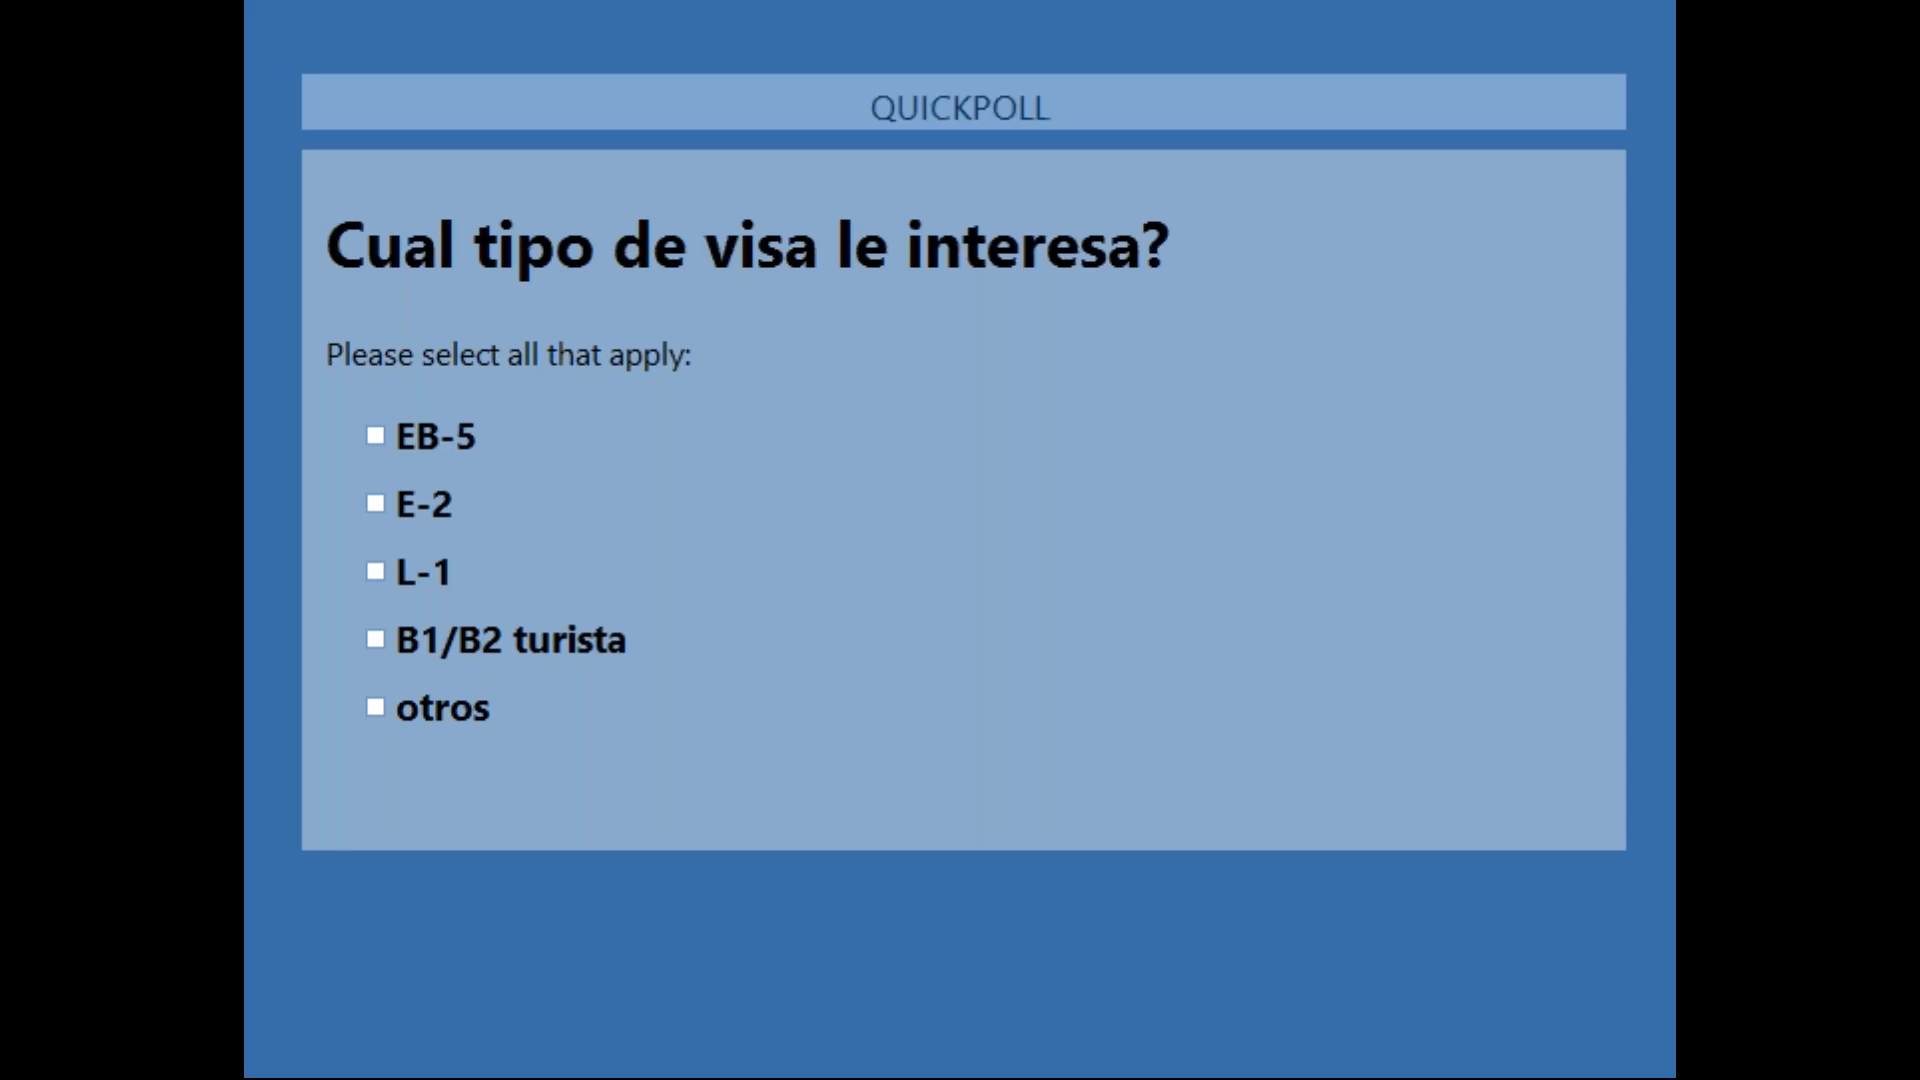 QUICKPOLL
Cual tipo de visa le interesa?
Please select all that apply:
EB-5
E-2
L-1
B1/B2 turista
otros